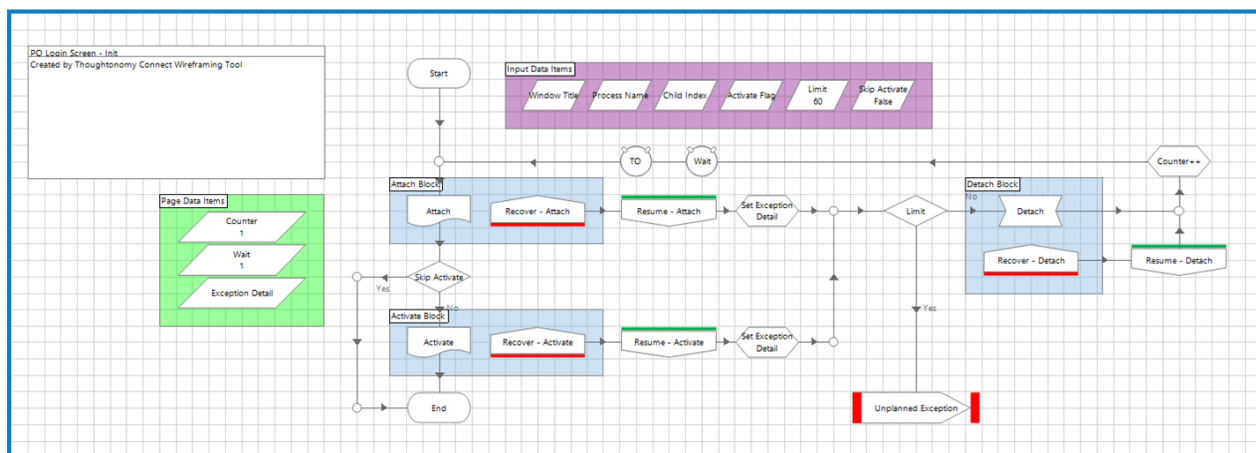 PO Login Screen - Init
Created by Thoughtonomy Connect Wireframing Tool
Start
Input Data Items
Window Title
Process Name
Child Index
Activate Flag
Limit
60
Skip Activate
False
TO
Wait
Counter++
Page Data Items
Counter
1
Wait
1
Exception Detail
Attach Block
Attach
Recover - Attach
Resume - Attach
Set Exception
Detail
Limit
No
Detach Block
Detach
Recover - Detach
Resume - Detach
Skip Activate
Yes
No
Yes
Activate Block
Activate
Recover - Activate
Resume - Activate
Set Exception
Detail
End
Unplanned Exception